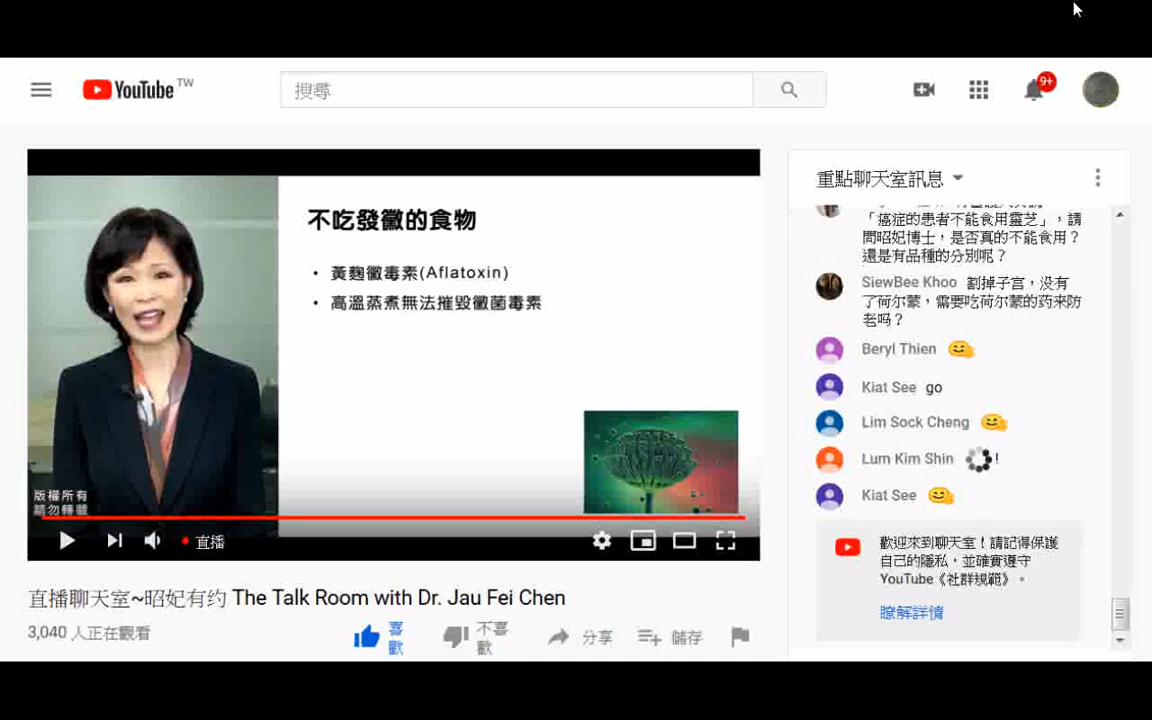 YouTube TW
搜尋
9+
不吃發黴的食物
• 黃麴黴毒素(Aflatoxin)
• 高溫蒸煮無法摧毀黴菌毒素
版權所有
請勿轉載
直播
直播聊天室~昭妃有约 The Talk Room with Dr. Jau Fei Chen
3,040 人正在觀看
喜歡
不喜歡
分享
儲存
重點聊天室訊息
「癌症的患者不能食用靈芝」，請
問昭妃博士，是否真的不能食用？
還是有品種的分別呢？
SiewBee Khoo 割掉子宫，没有
了荷尔蒙，需要吃荷尔蒙的药来防
老吗？
Beryl Thien
Kiat See go
Lim Sock Cheng
Lum Kim Shin !
Kiat See
歡迎來到聊天室！請記得保護
自己的隱私，並確實遵守
YouTube《社群規範》。
瞭解詳情